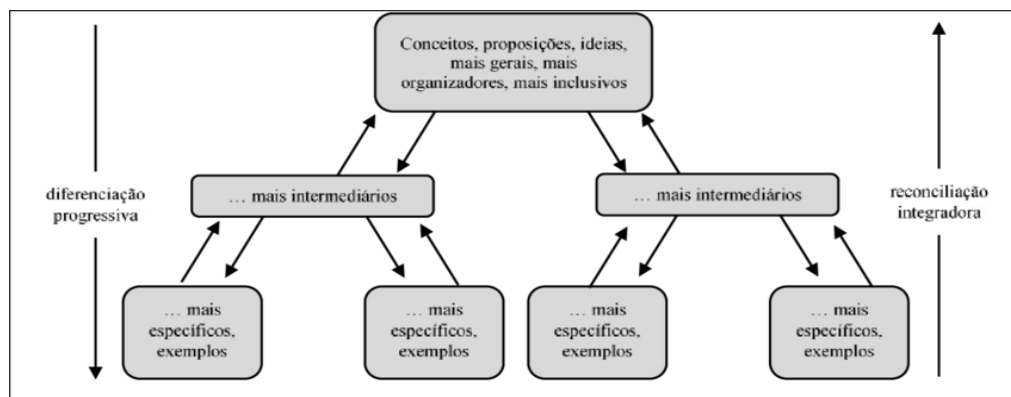 Conceitos, proposições, ideias,
mais gerais, mais
organizadores, mais inclusivos
diferenciação
progressiva
... mais intermediários
... mais intermediários
reconciliação
integradora
... mais
específicos,
exemplos
... mais
específicos,
exemplos
... mais
específicos,
exemplos
... mais
específicos,
exemplos